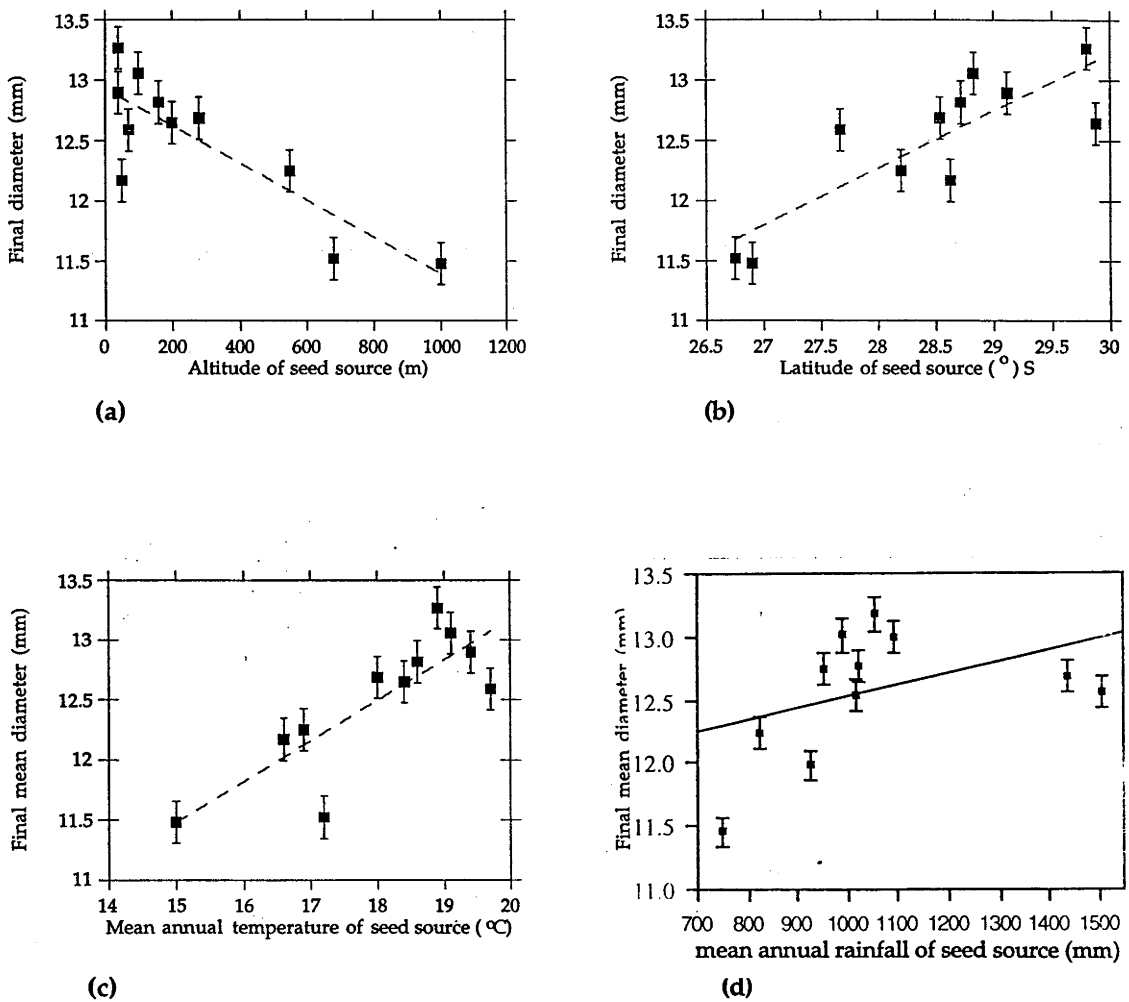 13.5
13
12.5
12
11.5
11
Final diameter (mm)
0 200 400 600 800 1000 1200
Altitude of seed source (m)
(a)
13.5
13
12.5
12
11.5
11
Final diameter (mm)
26.5 27 27.5 28 28.5 29 29.5 30
Latitude of seed source ( ° ) S
(b)
13.5
13
12.5
12
11.5
11
Final mean diameter (mm)
14 15 16 17 18 19 20
Mean annual temperature of seed source ( °C)
(c)
13.5
13.0
12.5
12.0
11.5
11.0
Final mean diameter (mm)
700 800 900 1000 1100 1200 1300 1400 1500
mean annual rainfall of seed source (mm)
(d)